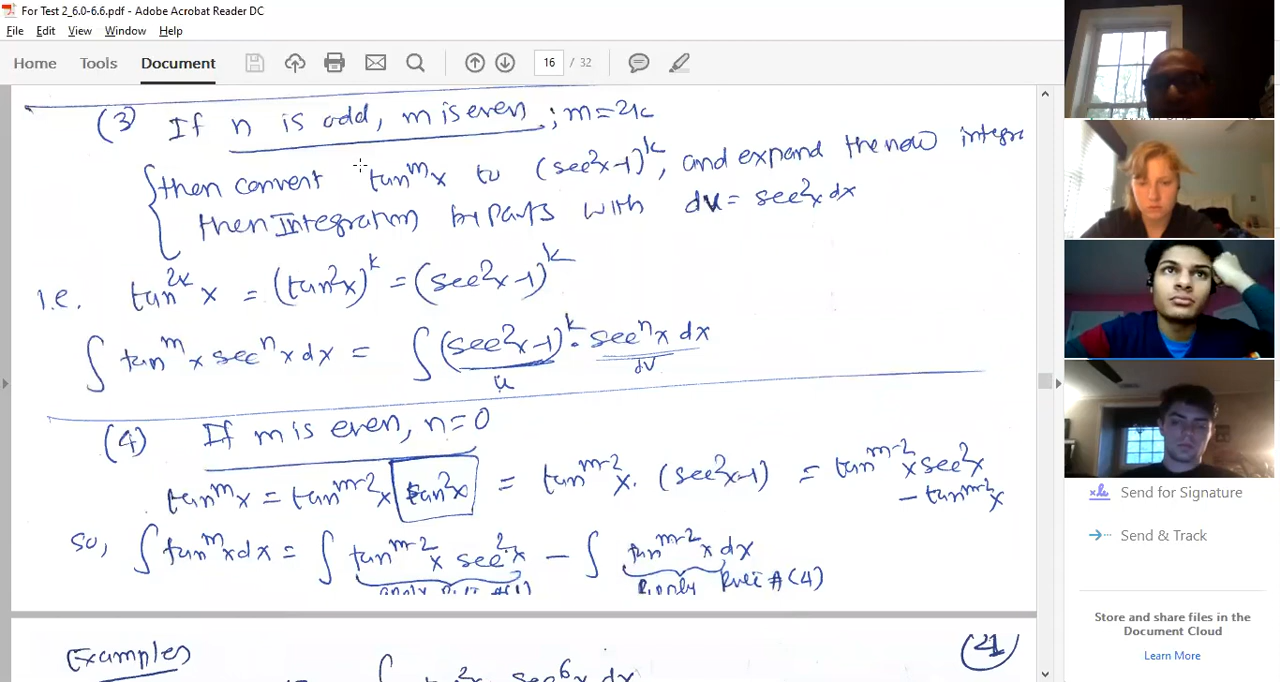 For Test 2_6.0-6.6.pdf - Adobe Acrobat Reader DC
File Edit View Window Help
Home Tools Document 16 / 32
(3) If n is odd, m is even ; m=2k
then convert tan^m x to (sec²x-1)^k, and expand the new integra
then Integration by parts with dv = sec²x dx
i.e. tan^2k x = (tan²x)^k = (sec²x-1)^k
∫ tan^m x sec^n x dx = ∫ (sec²x-1)^k · sec^n x dx
u dv
(4) If m is even, n=0
tan^m x = tan^m-2 x tan²x = tan^m-2 x · (sec²x-1) = tan^m-2 x sec²x
- tan^m-2 x
so, ∫ tan^m x dx = ∫ tan^m-2 x sec²x - ∫ tan^m-2 x dx
Rule #(4)
Examples (4)
sec⁶x dx
Send for Signature
Send & Track
Store and share files in the
Document Cloud
Learn More